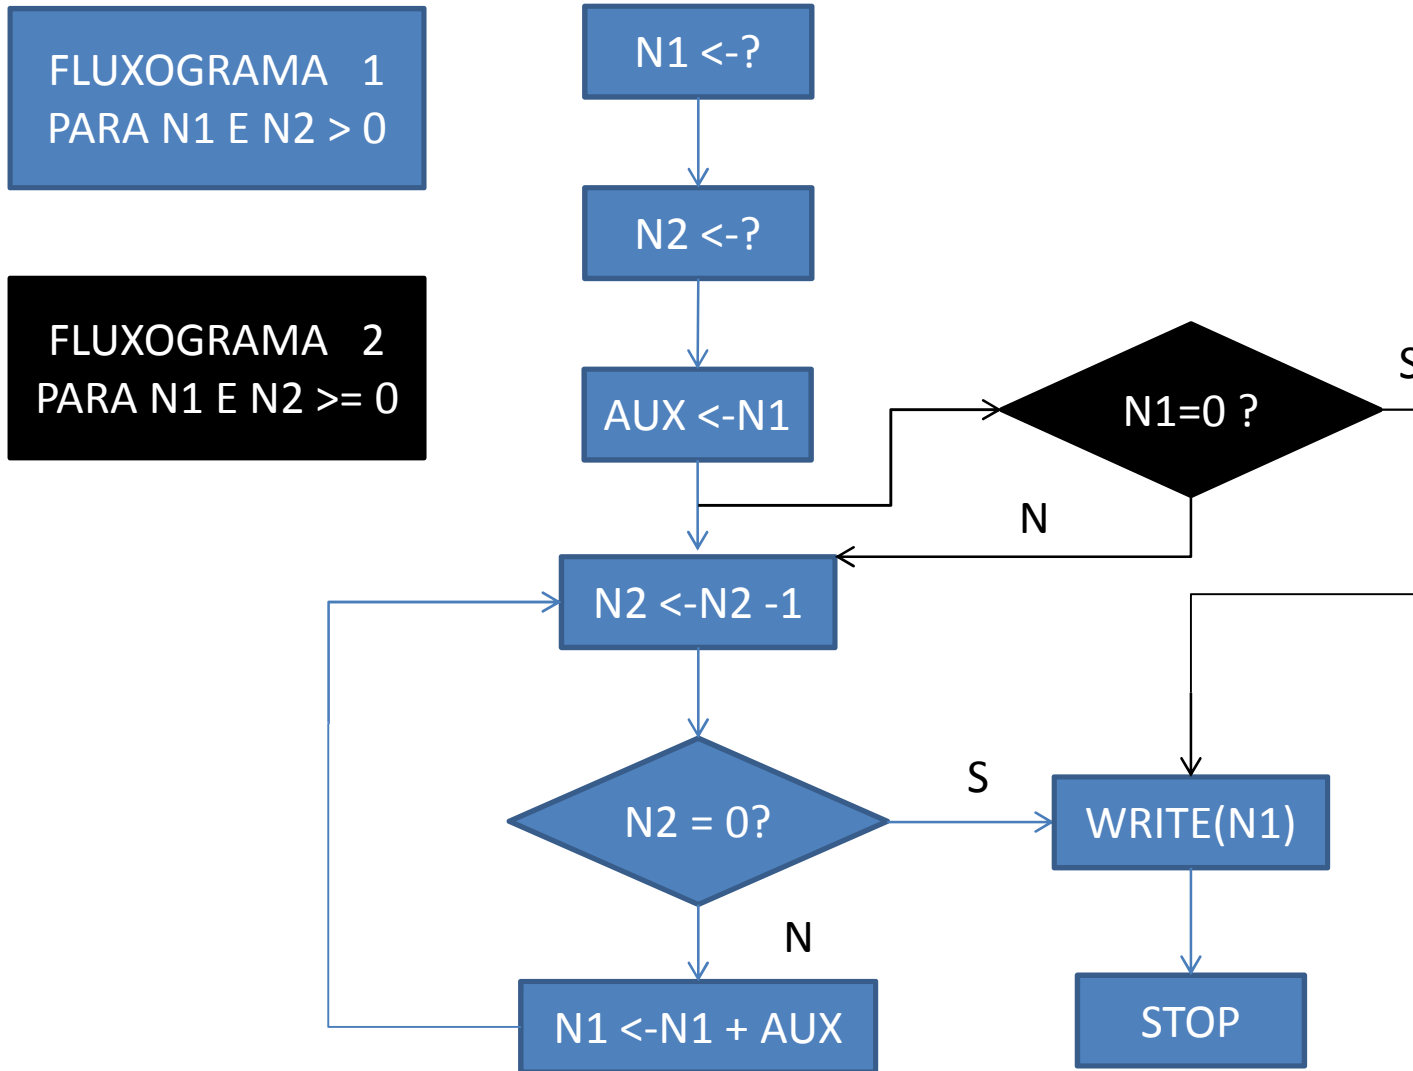 FLUXOGRAMA 1
PARA N1 E N2 > 0
N1 <-?
N2 <-?
FLUXOGRAMA 2
PARA N1 E N2 >= 0
AUX <-N1
N1=0 ?
S
N
N2 <-N2 -1
N2 = 0?
S
WRITE(N1)
N
N1 <-N1 + AUX
STOP